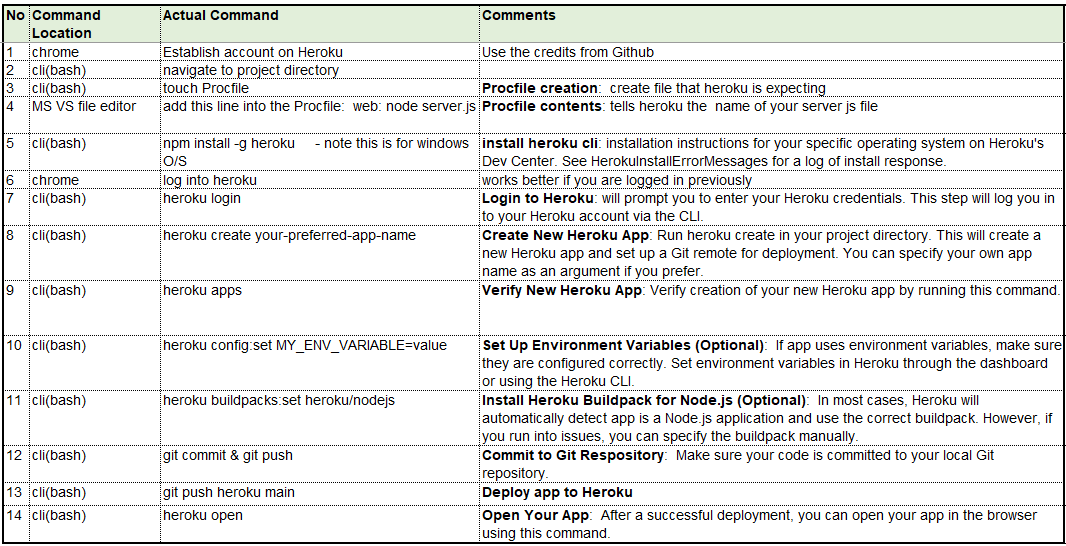 No Command Location Actual Command Comments
1 chrome Establish account on Heroku Use the credits from Github
2 cli(bash) navigate to project directory
3 cli(bash) touch Procfile Procfile creation: create file that heroku is expecting
4 MS VS file editor add this line into the Procfile: web: node server.js Procfile contents: tells heroku the name of your server js file
5 cli(bash) npm install -g heroku - note this is for windows O/S install heroku cli: installation instructions for your specific operating system on Heroku's
Dev Center. See HerokuInstallErrorMessages for a log of install response.
6 chrome log into heroku works better if you are logged in previously
7 cli(bash) heroku login Login to Heroku: will prompt you to enter your Heroku credentials. This step will log you in
to your Heroku account via the CLI.
8 cli(bash) heroku create your-preferred-app-name Create New Heroku App: Run heroku create in your project directory. This will create a
new Heroku app and set up a Git remote for deployment. You can specify your own app
name as an argument if you prefer.
9 cli(bash) heroku apps Verify New Heroku App: Verify creation of your new Heroku app by running this command.
10 cli(bash) heroku config:set MY_ENV_VARIABLE=value Set Up Environment Variables (Optional): If app uses environment variables, make sure
they are configured correctly. Set environment variables in Heroku through the dashboard
or using the Heroku CLI.
11 cli(bash) heroku buildpacks:set heroku/nodejs Install Heroku Buildpack for Node.js (Optional): In most cases, Heroku will
automatically detect app is a Node.js application and use the correct buildpack. However, if
you run into issues, you can specify the buildpack manually.
12 cli(bash) git commit & git push Commit to Git Respository: Make sure your code is committed to your local Git
repository.
13 cli(bash) git push heroku main Deploy app to Heroku
14 cli(bash) heroku open Open Your App: After a successful deployment, you can open your app in the browser
using this command.